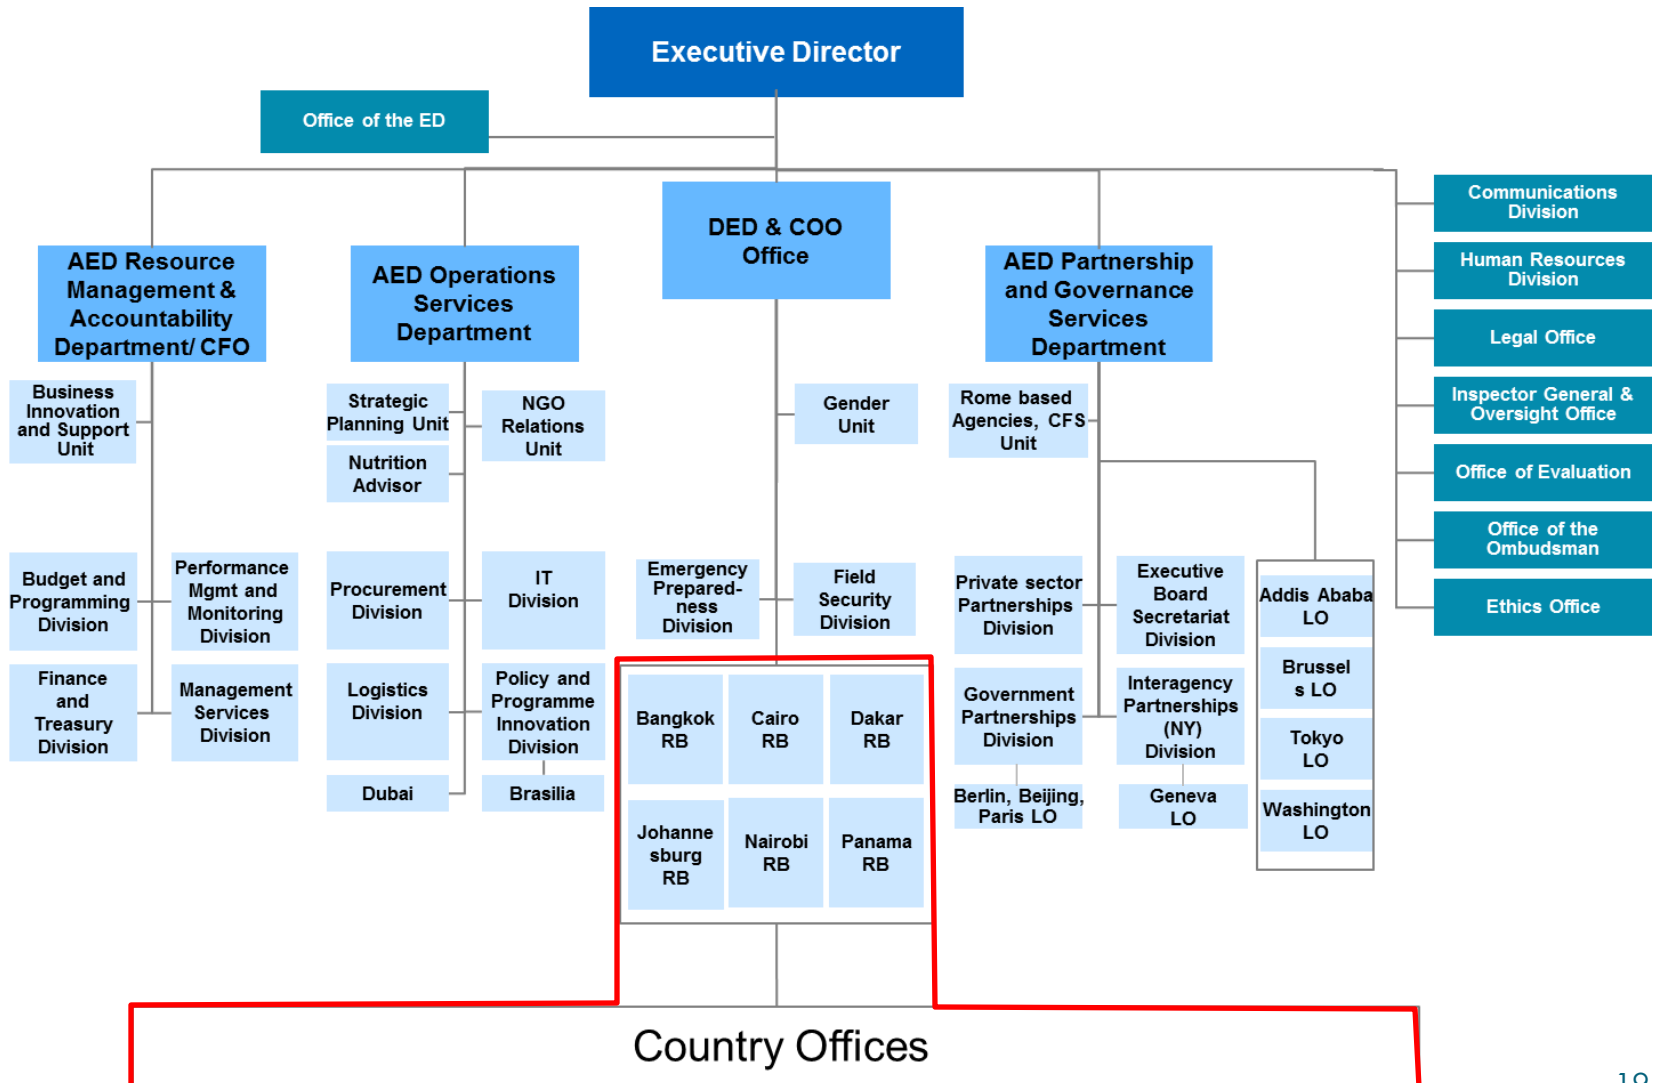 Executive Director
Office of the ED
Communications
Division
Human Resources
Division
Legal Office
Inspector General &
Oversight Office
Office of Evaluation
Office of the
Ombudsman
Ethics Office
AED Resource
Management &
Accountability
Department/ CFO
AED Operations
Services
Department
DED & COO
Office
AED Partnership
and Governance
Services
Department
Business
Innovation
and Support
Unit
Strategic
Planning Unit
NGO
Relations
Unit
Nutrition
Advisor
Gender
Unit
Rome based
Agencies, CFS
Unit
Budget and
Programming
Division
Performance
Mgmt and
Monitoring
Division
Finance
and
Treasury
Division
Management
Services
Division
Procurement
Division
IT
Division
Logistics
Division
Policy and
Programme
Innovation
Division
Dubai
Brasilia
Emergency
Prepared-
ness
Division
Field
Security
Division
Bangkok
RB
Cairo
RB
Dakar
RB
Johanne
sburg
RB
Nairobi
RB
Panama
RB
Private sector
Partnerships
Division
Executive
Board
Secretariat
Division
Government
Partnerships
Division
Interagency
Partnerships
(NY)
Division
Berlin, Beijing,
Paris LO
Geneva
LO
Addis Ababa
LO
Brussel
s LO
Tokyo
LO
Washington
LO
Country Offices